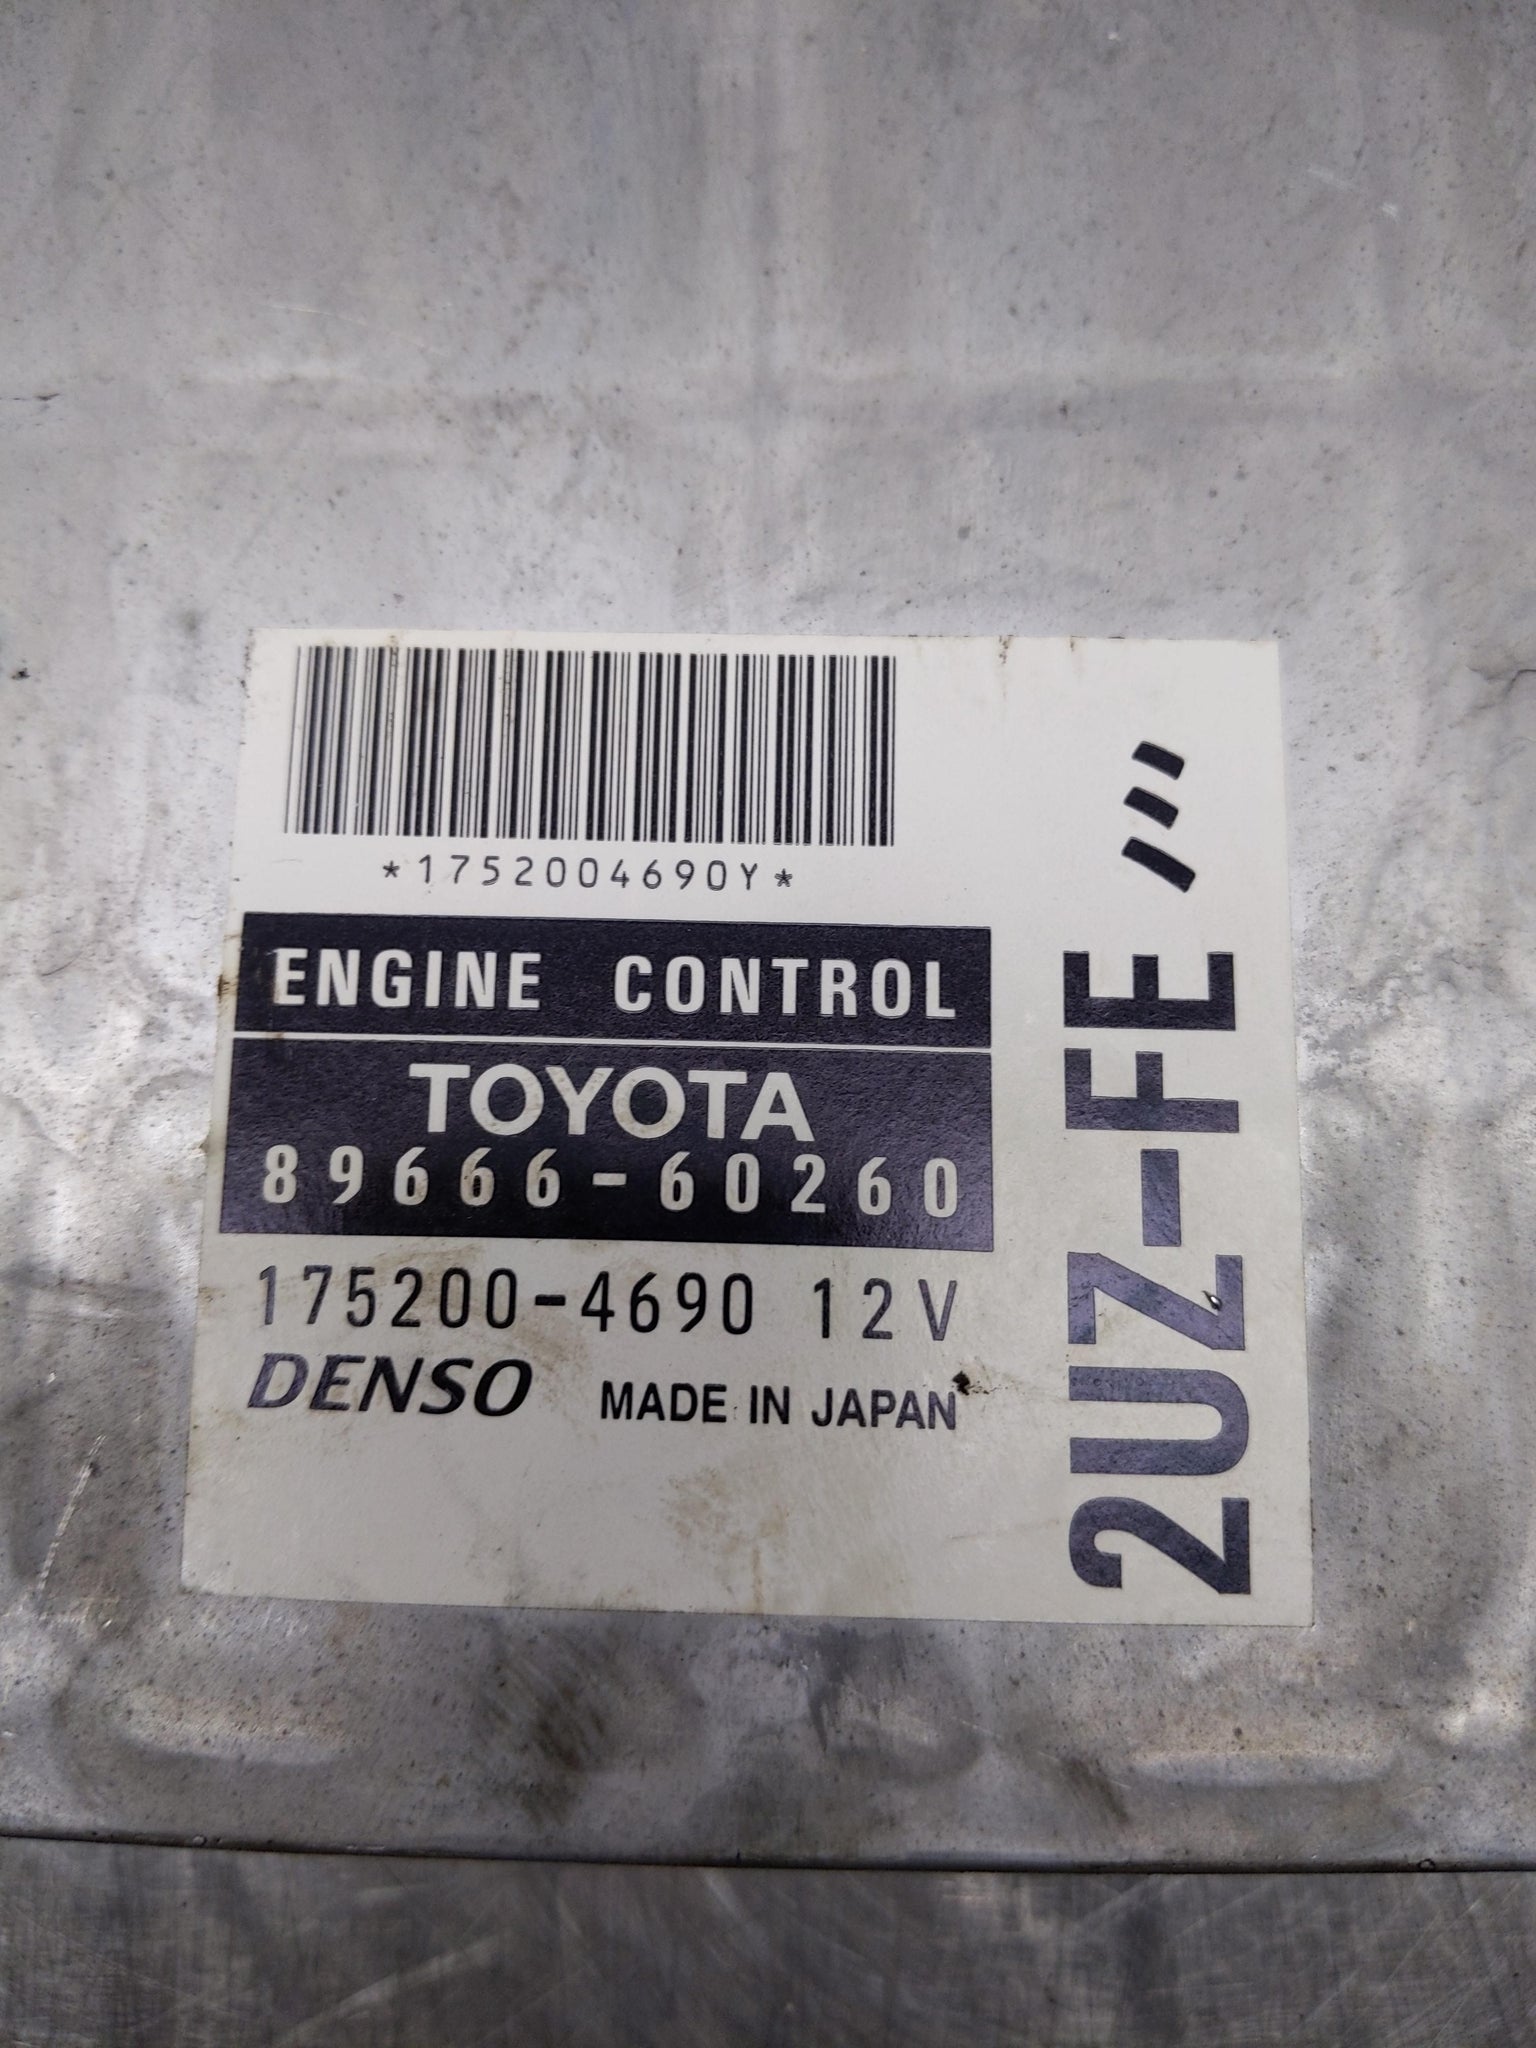 *1752004690Y*
ENGINE CONTROL
TOYOTA
89666-60260
175200-4690 12V
DENSO MADE IN JAPAN
2UZ-FE